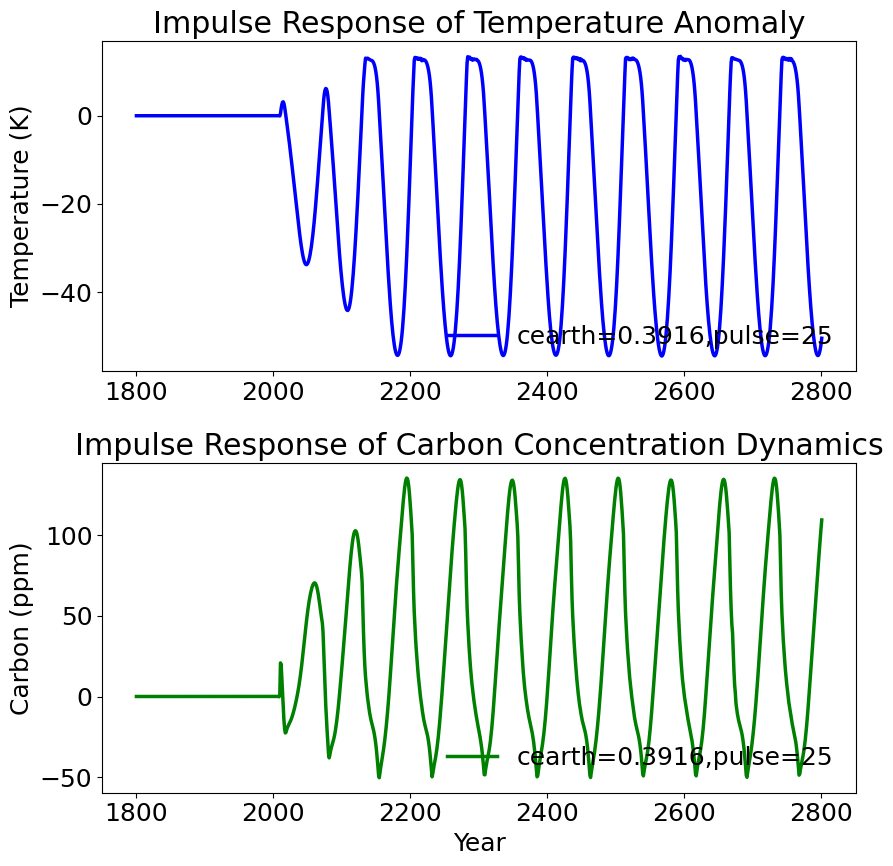 Impulse Response of Temperature Anomaly
Temperature (K)
0
−20
−40
cearth=0.3916,pulse=25
1800 2000 2200 2400 2600 2800
Impulse Response of Carbon Concentration Dynamics
Carbon (ppm)
100
50
0
−50
cearth=0.3916,pulse=25
1800 2000 2200 2400 2600 2800
Year